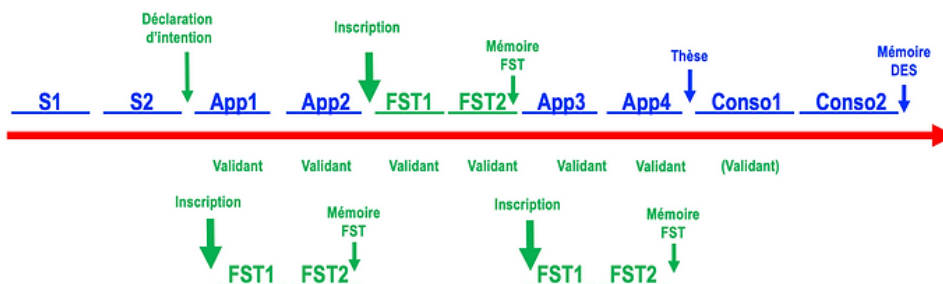 Déclaration
d'intention
Inscription
Mémoire
FST
Thèse
Mémoire
DES
S1 S2 App1 App2 FST1 FST2 App3 App4 Conso1 Conso2
Validant Validant Validant Validant Validant Validant (Validant)
Inscription
Mémoire
FST
Inscription
Mémoire
FST
FST1 FST2 FST1 FST2